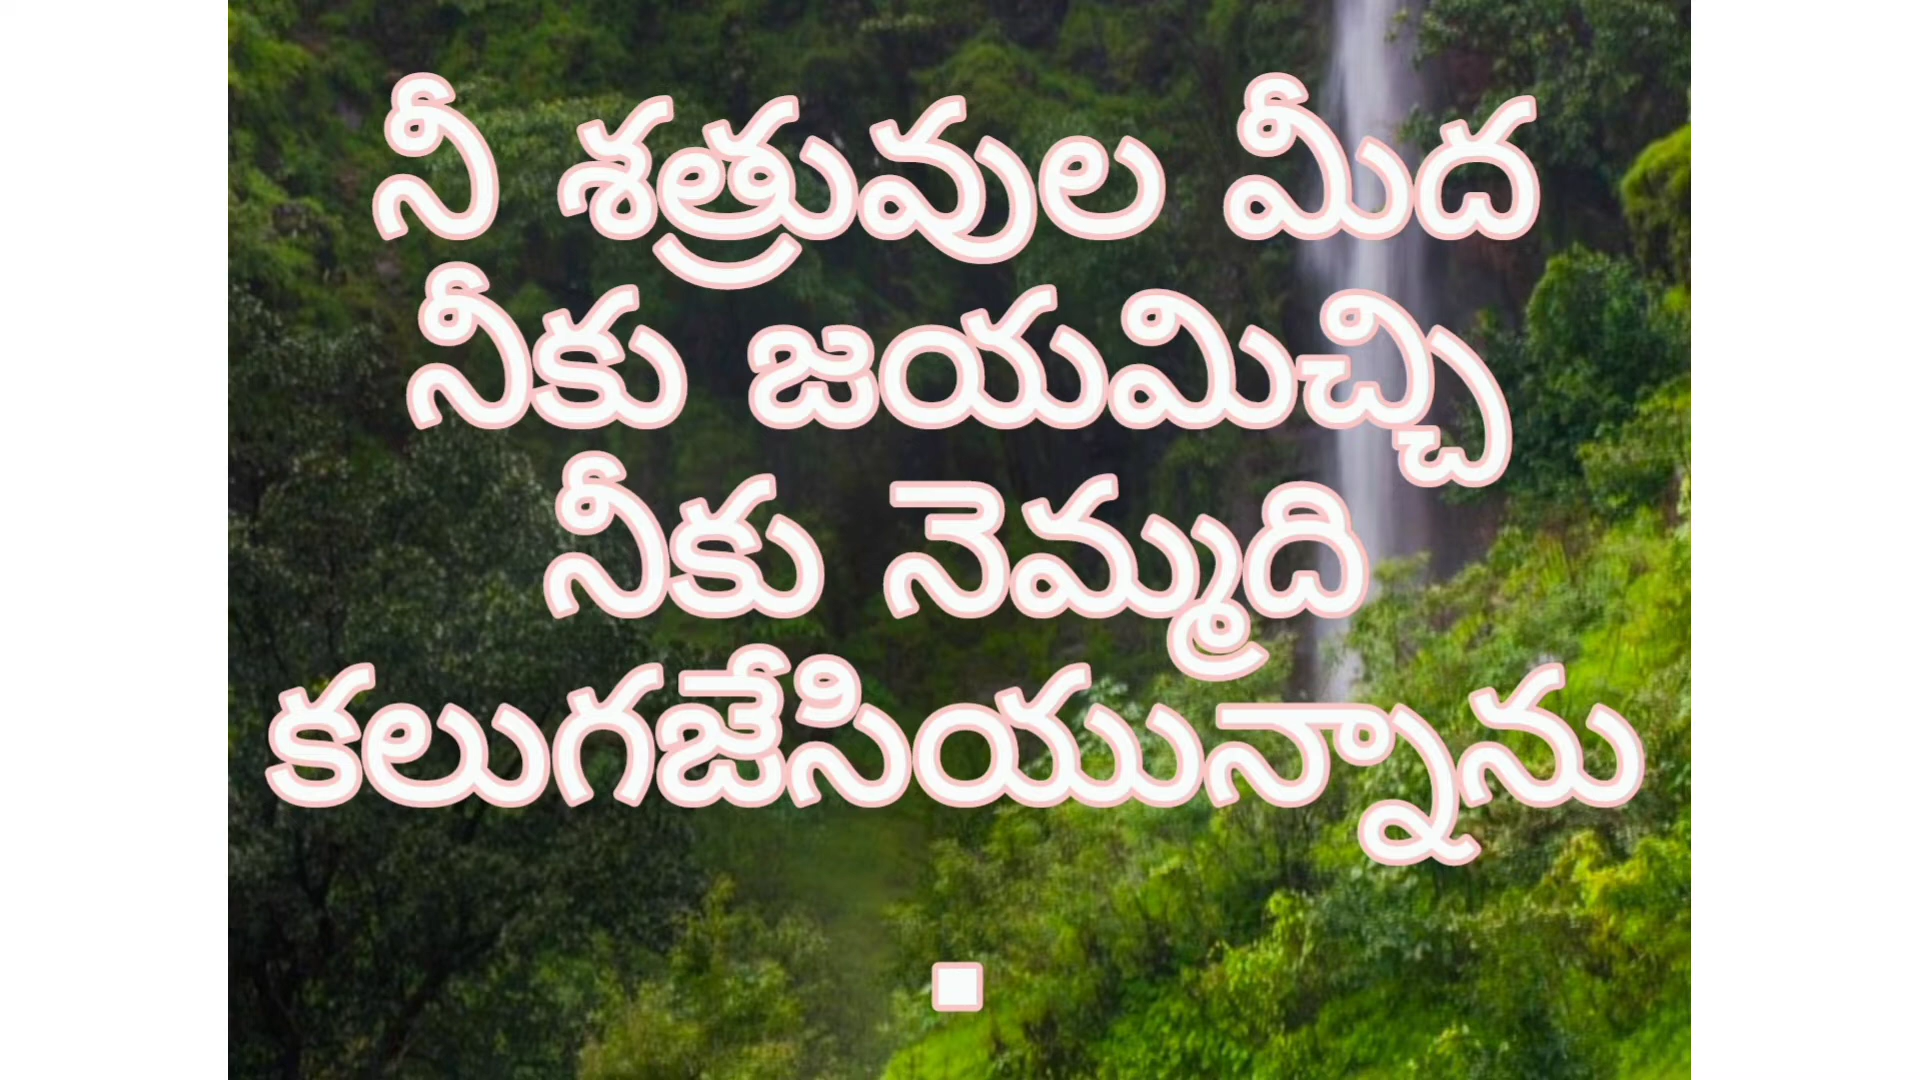 నీ శత్రువుల మీద
నీకు జయమిచ్చి
నీకు నెమ్మది
కలుగజేసియున్నాను
.